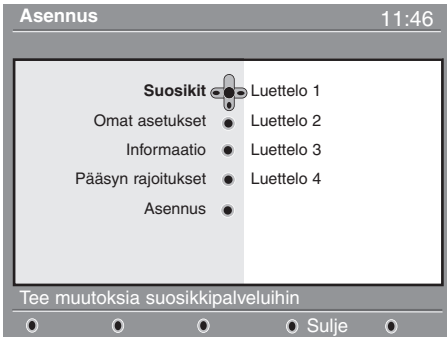 Asennus 11:46
Suosikit Luettelo 1
Omat asetukset Luettelo 2
Informaatio Luettelo 3
Pääsyn rajoitukset Luettelo 4
Asennus
Tee muutoksia suosikkipalveluihin
Sulje